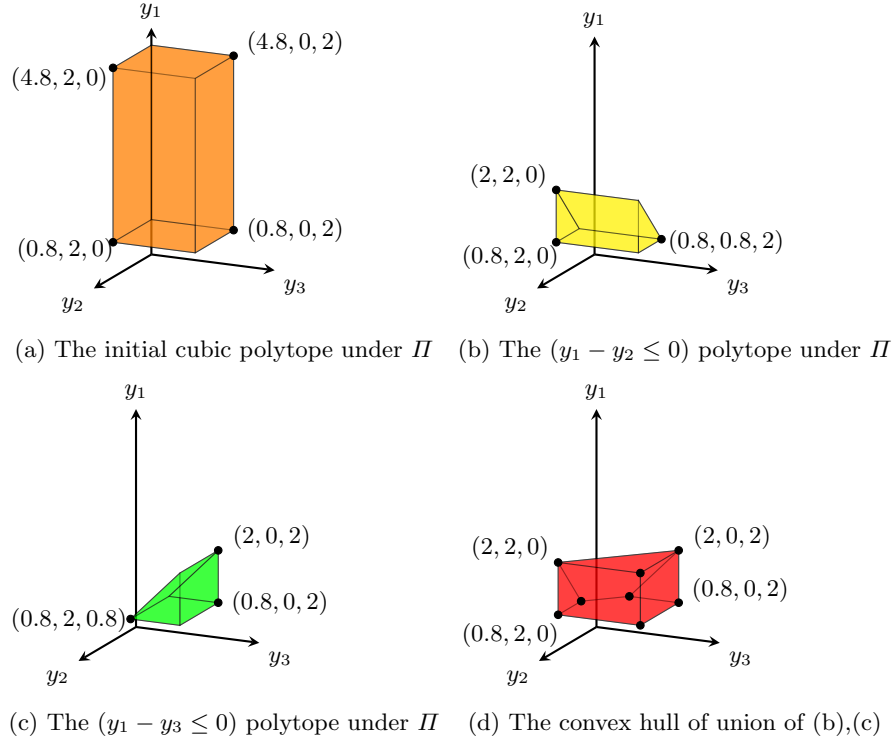 y₁
(4.8, 0, 2)
(4.8, 2, 0)
(0.8, 0, 2)
(0.8, 2, 0)
y₂
y₃
(a) The initial cubic polytope under Π
y₁
(2, 2, 0)
(0.8, 2, 0)
(0.8, 0.8, 2)
y₂
y₃
(b) The (y₁ − y₂ ≤ 0) polytope under Π
y₁
(2, 0, 2)
(0.8, 2, 0.8)
(0.8, 0, 2)
y₂
y₃
(c) The (y₁ − y₃ ≤ 0) polytope under Π
y₁
(2, 2, 0)
(2, 0, 2)
(0.8, 0, 2)
(0.8, 2, 0)
y₂
y₃
(d) The convex hull of union of (b),(c)